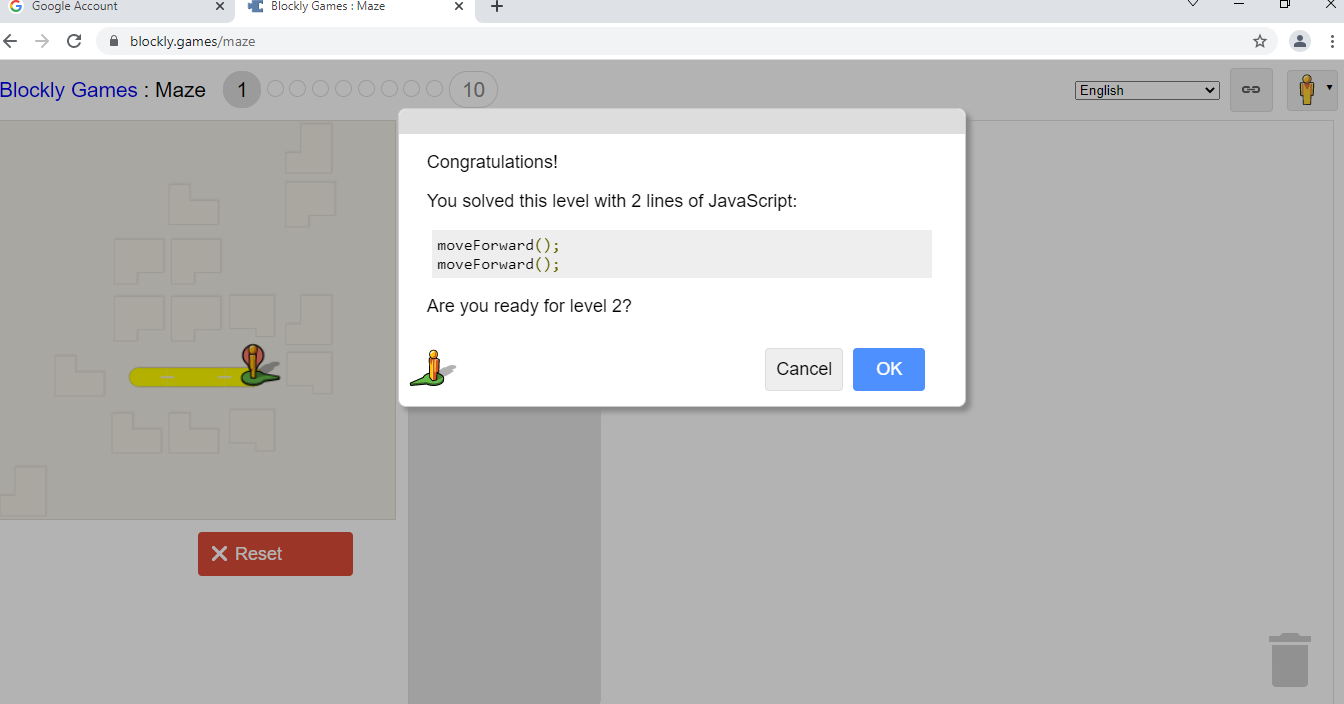 Google Account
Blockly Games : Maze
blockly.games/maze
Blockly Games : Maze 1 10
English
Congratulations!
You solved this level with 2 lines of JavaScript:
moveForward();
moveForward();
Are you ready for level 2?
Cancel OK
Reset